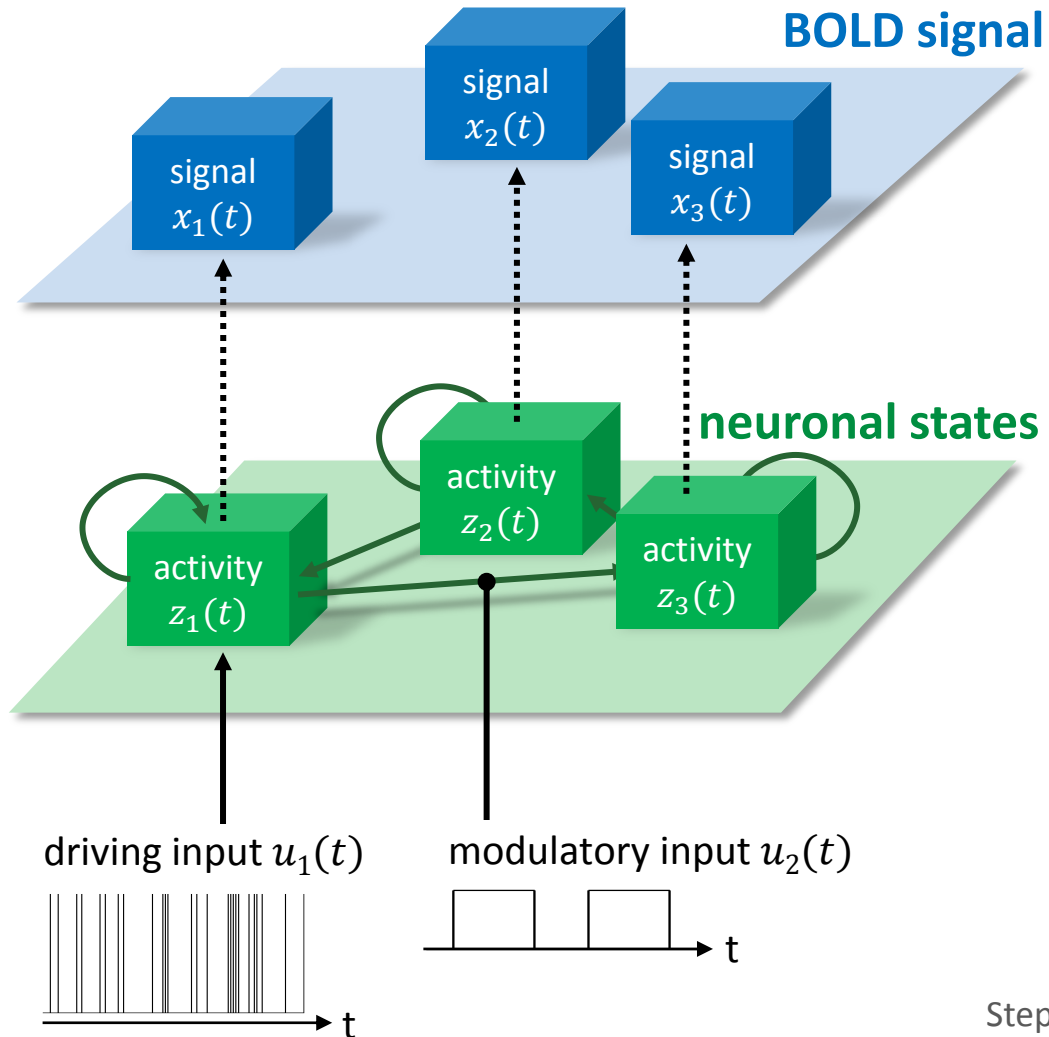 BOLD signal
signal
x₂(t)
signal
x₁(t)
signal
x₃(t)
neuronal states
activity
z₂(t)
activity
z₁(t)
activity
z₃(t)
driving input u₁(t)
modulatory input u₂(t)
t
t
Step